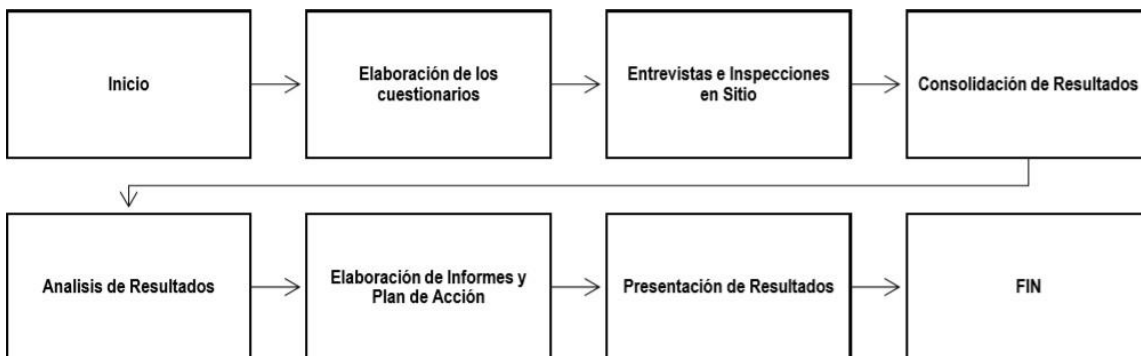 Inicio
Elaboración de los
cuestionarios
Entrevistas e Inspecciones
en Sitio
Consolidación de Resultados
Analisis de Resultados
Elaboración de Informes y
Plan de Acción
Presentación de Resultados
FIN